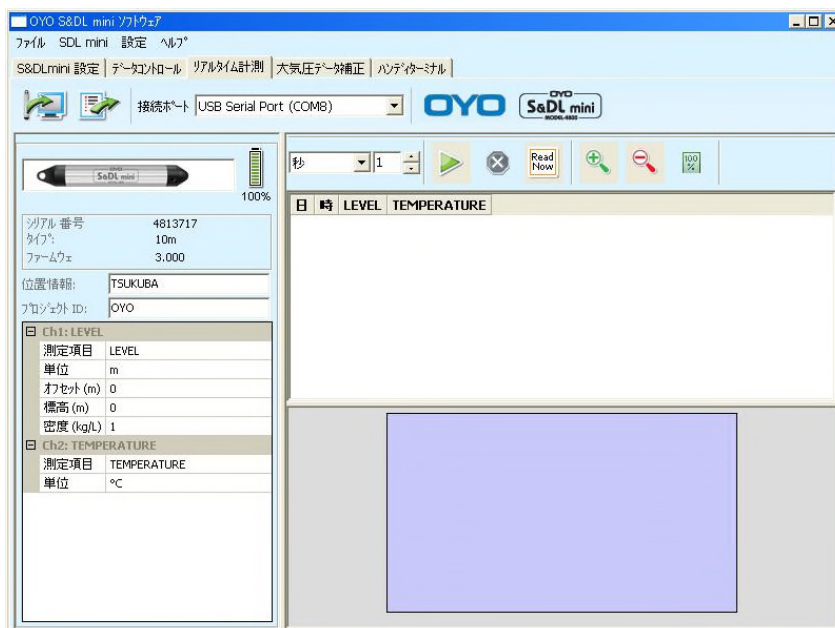 OYO S&DL mini ソフトウェア
ファイル SDL mini 設定 ヘルプ
S&DLmini 設定 データコントロール リアルタイム計測 大気圧データ補正 ハンディターミナル
接続ポート USB Serial Port (COM8) OYO OYO S&DL mini MODEL-4800
OYO S&DL mini
100%
秒 1 Read Now 100 %
日 時 LEVEL TEMPERATURE
シリアル 番号 4813717
タイプ: 10m
ファームウェ 3.000
位置情報: TSUKUBA
プロジェクト ID: OYO
Ch1: LEVEL
測定項目 LEVEL
単位 m
オフセット (m) 0
標高 (m) 0
密度 (kg/L) 1
Ch2: TEMPERATURE
測定項目 TEMPERATURE
単位 °C